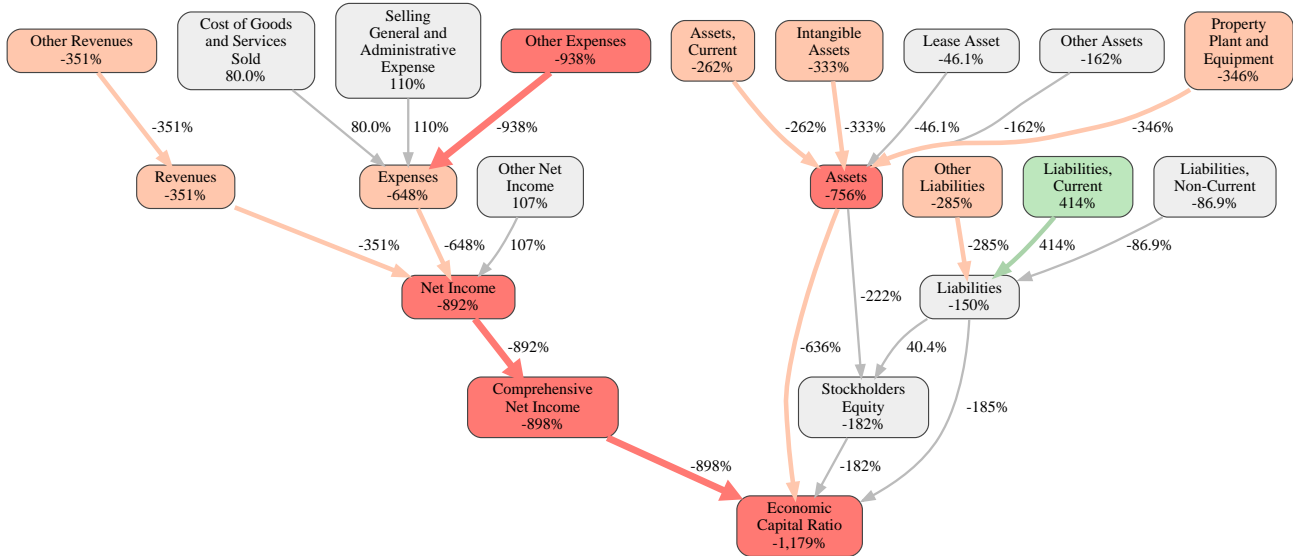 Other Revenues
-351%
Cost of Goods
and Services
Sold
80.0%
Selling
General and
Administrative
Expense
110%
Other Expenses
-938%
Assets,
Current
-262%
Intangible
Assets
-333%
Lease Asset
-46.1%
Other Assets
-162%
Property
Plant and
Equipment
-346%
-351%
80.0%
110%
-938%
-262%
-333%
-46.1%
-162%
-346%
Revenues
-351%
Expenses
-648%
Other Net
Income
107%
Assets
-756%
Other
Liabilities
-285%
Liabilities,
Current
414%
Liabilities,
Non-Current
-86.9%
-351%
-648%
107%
-285%
414%
-86.9%
Net Income
-892%
-222%
Liabilities
-150%
-892%
-636%
40.4%
-185%
Comprehensive
Net Income
-898%
Stockholders
Equity
-182%
-898%
-182%
Economic
Capital Ratio
-1,179%